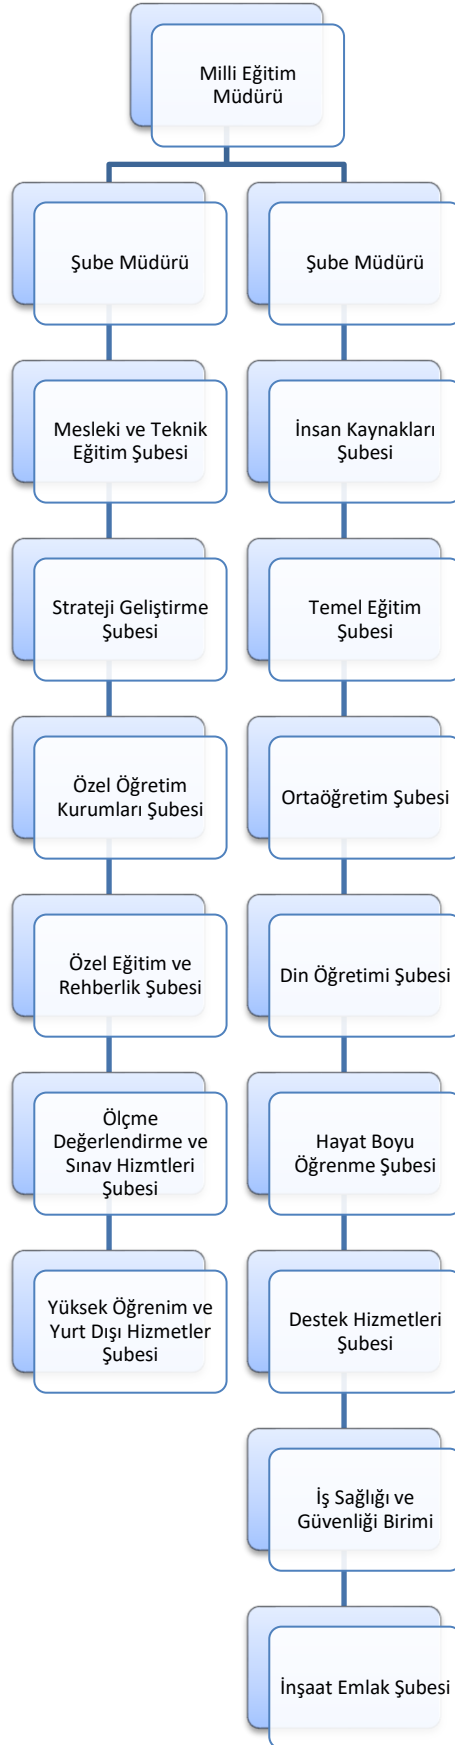 Milli Eğitim
Müdürü
Şube Müdürü
Mesleki ve Teknik
Eğitim Şubesi
Strateji Geliştirme
Şubesi
Özel Öğretim
Kurumları Şubesi
Özel Eğitim ve
Rehberlik Şubesi
Ölçme
Değerlendirme ve
Sınav Hizmtleri
Şubesi
Yüksek Öğrenim ve
Yurt Dışı Hizmetler
Şubesi
Şube Müdürü
İnsan Kaynakları
Şubesi
Temel Eğitim
Şubesi
Ortaöğretim Şubesi
Din Öğretimi Şubesi
Hayat Boyu
Öğrenme Şubesi
Destek Hizmetleri
Şubesi
İş Sağlığı ve
Güvenliği Birimi
İnşaat Emlak Şubesi